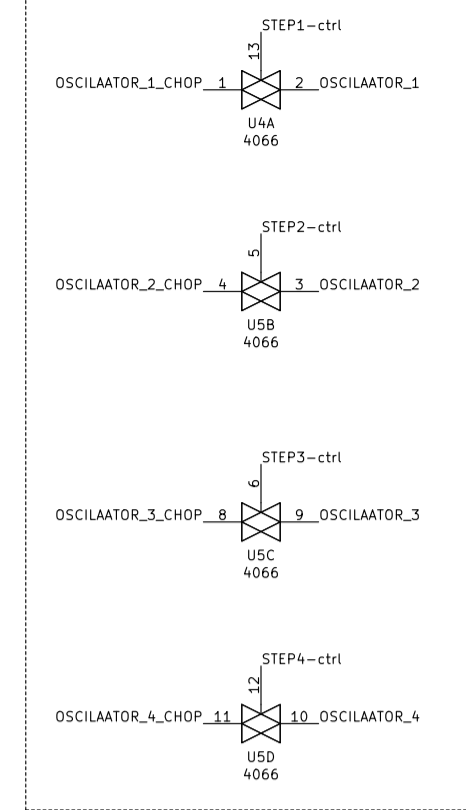 STEP1-ctrl
13
OSCILAATOR_1_CHOP 1 2 OSCILAATOR_1
U4A
4066
STEP2-ctrl
5
OSCILAATOR_2_CHOP 4 3 OSCILAATOR_2
U5B
4066
STEP3-ctrl
6
OSCILAATOR_3_CHOP 8 9 OSCILAATOR_3
U5C
4066
STEP4-ctrl
12
OSCILAATOR_4_CHOP 11 10 OSCILAATOR_4
U5D
4066